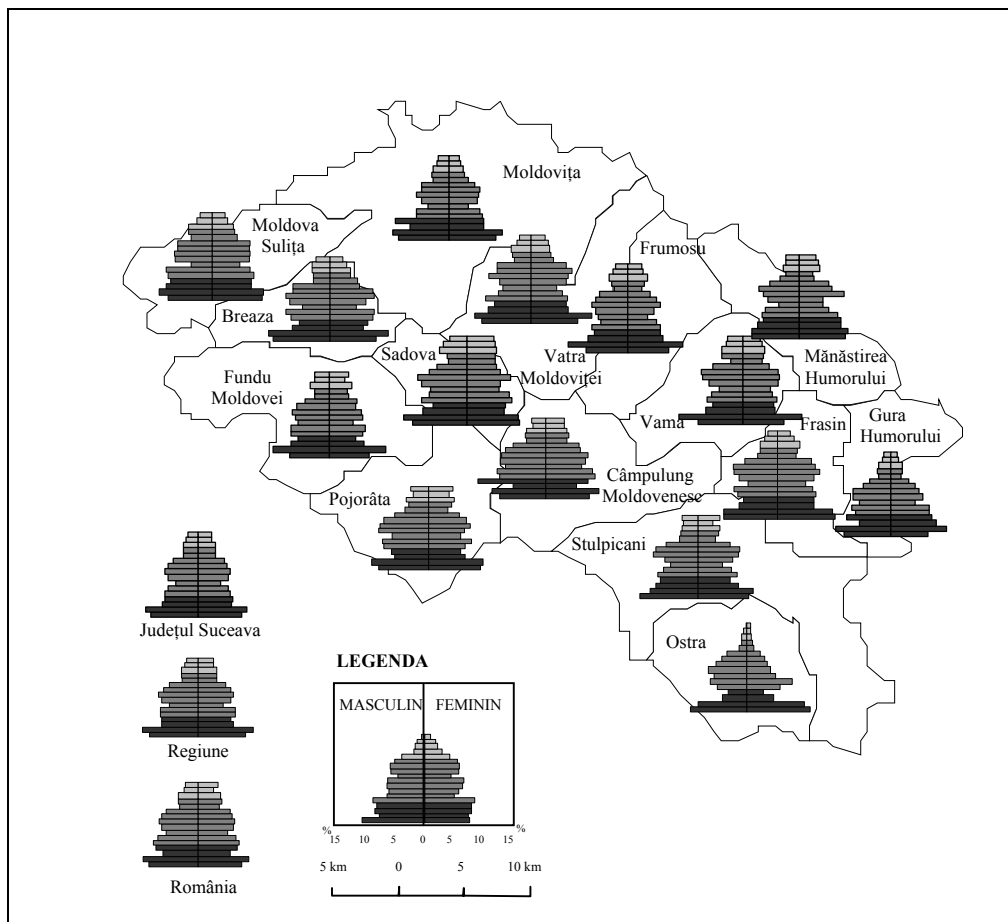 Moldovița
Moldova
Sulița
Frumosu
Breaza
Sadova
Vatra
Moldoviței
Mănăstirea
Humorului
Fundu
Moldovei
Vama
Frasin
Gura
Humorului
Câmpulung
Moldovenesc
Pojorâta
Stulpicani
Ostra
Județul Suceava
Regiune
România
LEGENDA
MASCULIN FEMININ
% 15 10 5 0 5 10 15 %
5 km 0 5 10 km